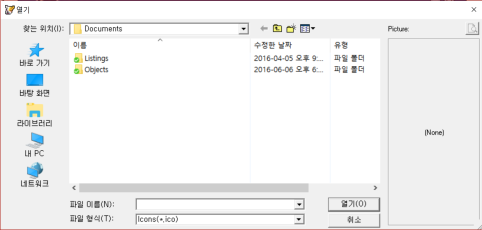 열기
찾는 위치(I):
Documents
Picture:
이름
수정한 날짜
유형
Listings
2016-04-05 오후 9:...
파일 폴더
Objects
2016-06-06 오후 6:...
파일 폴더
바로 가기
바탕 화면
라이브러리
내 PC
네트워크
(None)
파일 이름(N):
열기(O)
파일 형식(T):
Icons(*.ico)
취소